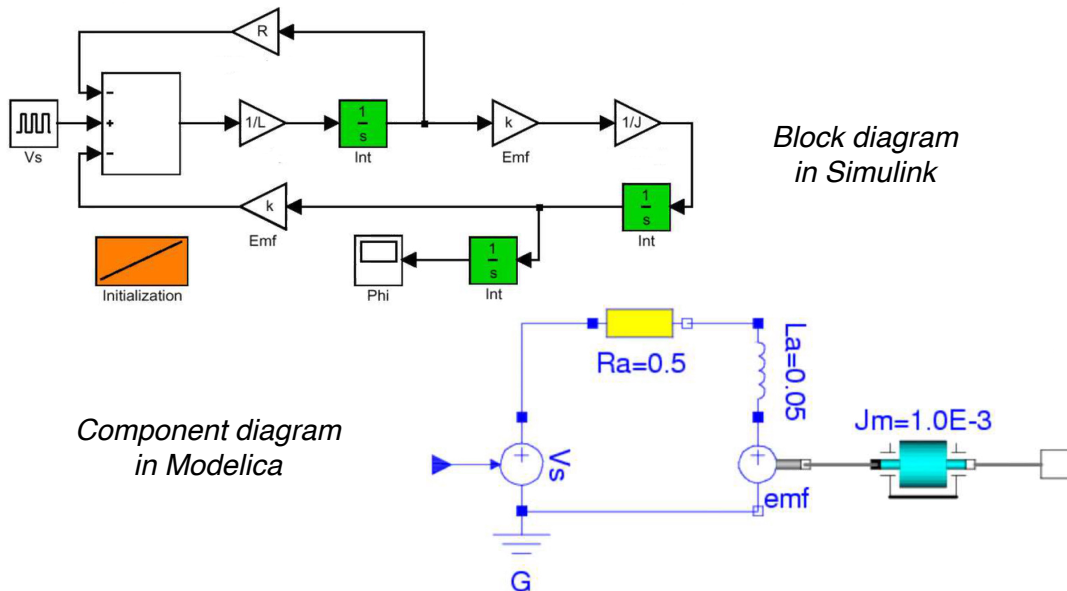 R
−
+
−
Vs
1/L
1
s
Int
k
Emf
1/J
Block diagram
in Simulink
k
Emf
1
s
Int
Initialization
Phi
1
s
Int
Ra=0.5
La=0.05
Component diagram
in Modelica
Jm=1.0E-3
+
Vs
+
emf
G